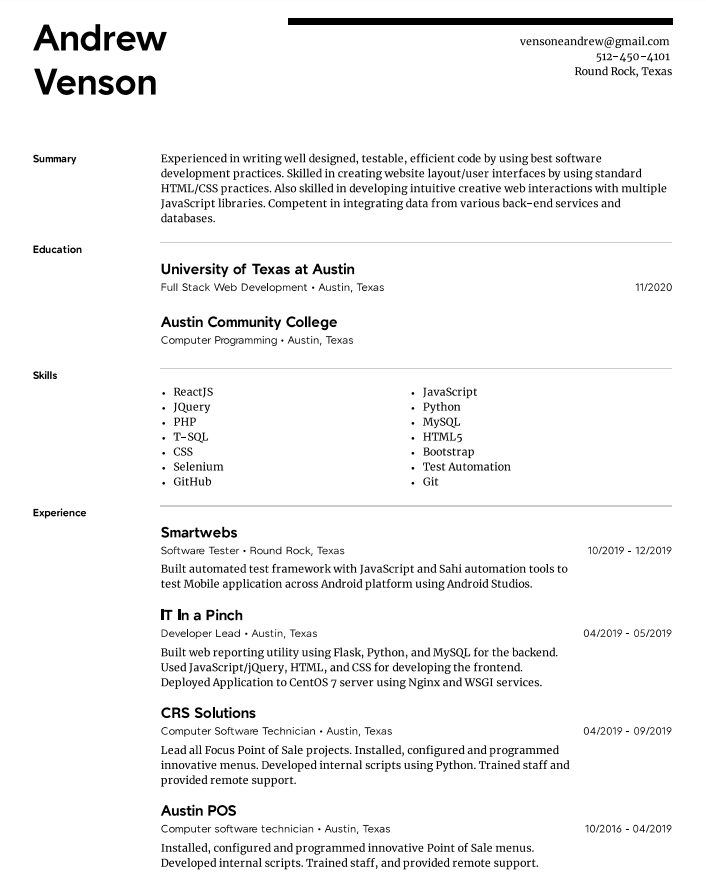 Andrew
Venson
vensoneandrew@gmail.com
512-450-4101
Round Rock, Texas
Summary
Experienced in writing well designed, testable, efficient code by using best software
development practices. Skilled in creating website layout/user interfaces by using standard
HTML/CSS practices. Also skilled in developing intuitive creative web interactions with multiple
JavaScript libraries. Competent in integrating data from various back-end services and
databases.
Education
University of Texas at Austin
Full Stack Web Development • Austin, Texas 11/2020
Austin Community College
Computer Programming • Austin, Texas
Skills
• ReactJS
• JQuery
• PHP
• T-SQL
• CSS
• Selenium
• GitHub
• JavaScript
• Python
• MySQL
• HTML5
• Bootstrap
• Test Automation
• Git
Experience
Smartwebs
Software Tester • Round Rock, Texas 10/2019 - 12/2019
Built automated test framework with JavaScript and Sahi automation tools to
test Mobile application across Android platform using Android Studios.
IT In a Pinch
Developer Lead • Austin, Texas 04/2019 - 05/2019
Built web reporting utility using Flask, Python, and MySQL for the backend.
Used JavaScript/jQuery, HTML, and CSS for developing the frontend.
Deployed Application to CentOS 7 server using Nginx and WSGI services.
CRS Solutions
Computer Software Technician • Austin, Texas 04/2019 - 09/2019
Lead all Focus Point of Sale projects. Installed, configured and programmed
innovative menus. Developed internal scripts using Python. Trained staff and
provided remote support.
Austin POS
Computer software technician • Austin, Texas 10/2016 - 04/2019
Installed, configured and programmed innovative Point of Sale menus.
Developed internal scripts. Trained staff, and provided remote support.